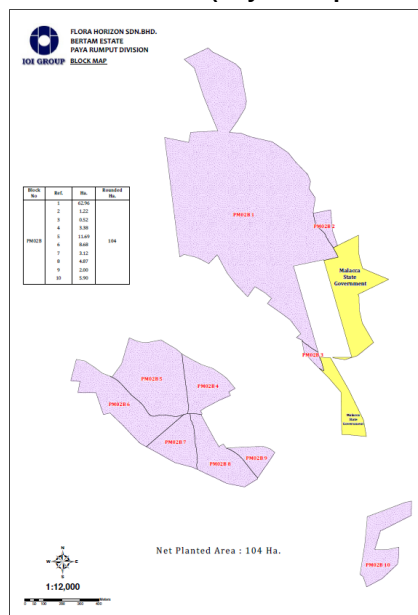 FLORA HORIZON SDN.BHD.
BERTAM ESTATE
PAYA RUMPUT DIVISION
IOI GROUP BLOCK MAP
Block No Ref. Ha. Rounded Ha.
1 62.96
2 1.22
3 0.52
4 3.38
PM02B 5 11.69 104
6 8.68
7 3.12
8 4.87
9 2.00
10 5.90
PM02B 1
PM02B 2
Malacca
State
Government
PM02B 3
PM02B 5
PM02B 4
PM02B 6
Malacca
State
Government
PM02B 7
PM02B 8
PM02B 9
N
W E
S
Net Planted Area : 104 Ha.
PM02B 10
1:12,000